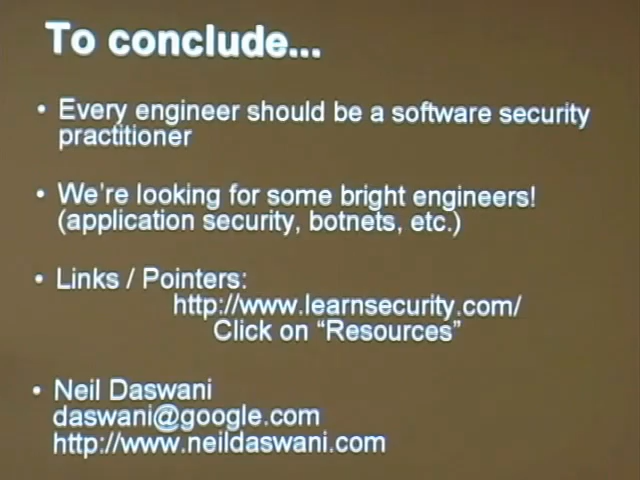 To conclude...
• Every engineer should be a software security
practitioner
• We're looking for some bright engineers!
(application security, botnets, etc.)
• Links / Pointers:
http://www.learnsecurity.com/
Click on “Resources”
• Neil Daswani
daswani@google.com
http://www.neildaswani.com